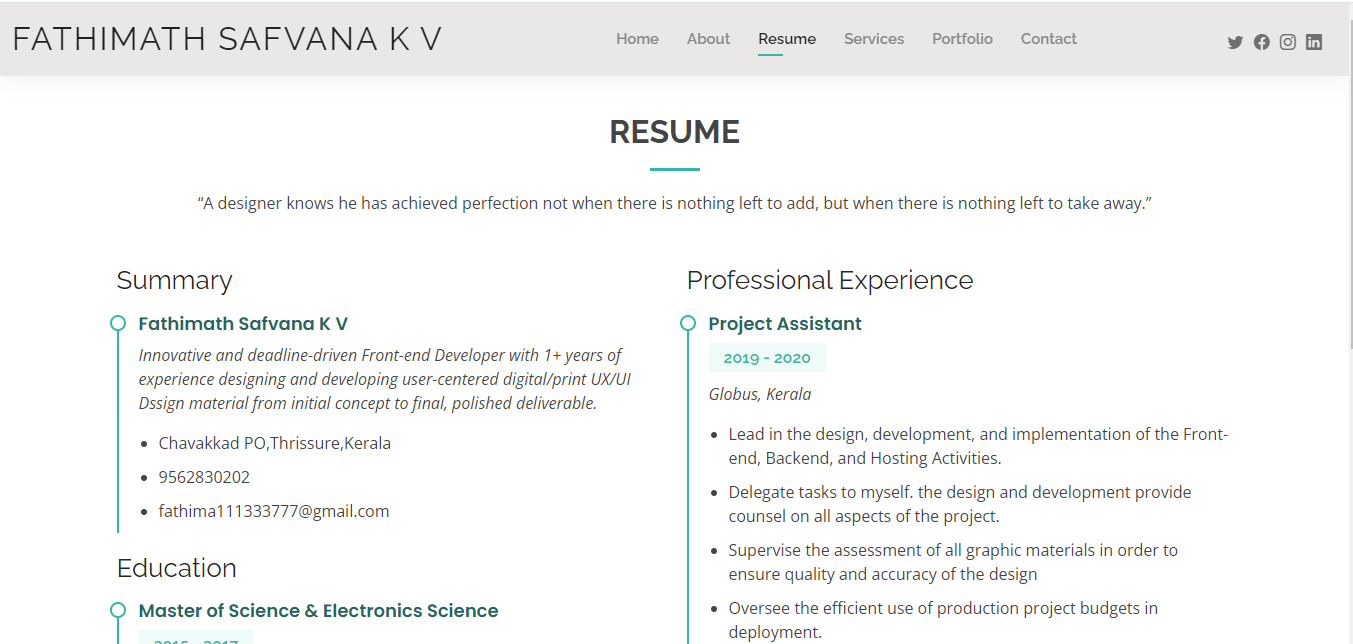 FATHIMATH SAFVANA K V
Home About Resume Services Portfolio Contact
RESUME
“A designer knows he has achieved perfection not when there is nothing left to add, but when there is nothing left to take away.”
Summary
Fathimath Safvana K V
Innovative and deadline-driven Front-end Developer with 1+ years of
experience designing and developing user-centered digital/print UX/UI
Dssign material from initial concept to final, polished deliverable.
Chavakkad PO,Thrissure,Kerala
9562830202
fathima111333777@gmail.com
Education
Master of Science & Electronics Science
2015 - 2017
Professional Experience
Project Assistant
2019 - 2020
Globus, Kerala
Lead in the design, development, and implementation of the Front-
end, Backend, and Hosting Activities.
Delegate tasks to myself. the design and development provide
counsel on all aspects of the project.
Supervise the assessment of all graphic materials in order to
ensure quality and accuracy of the design
Oversee the efficient use of production project budgets in
deployment.